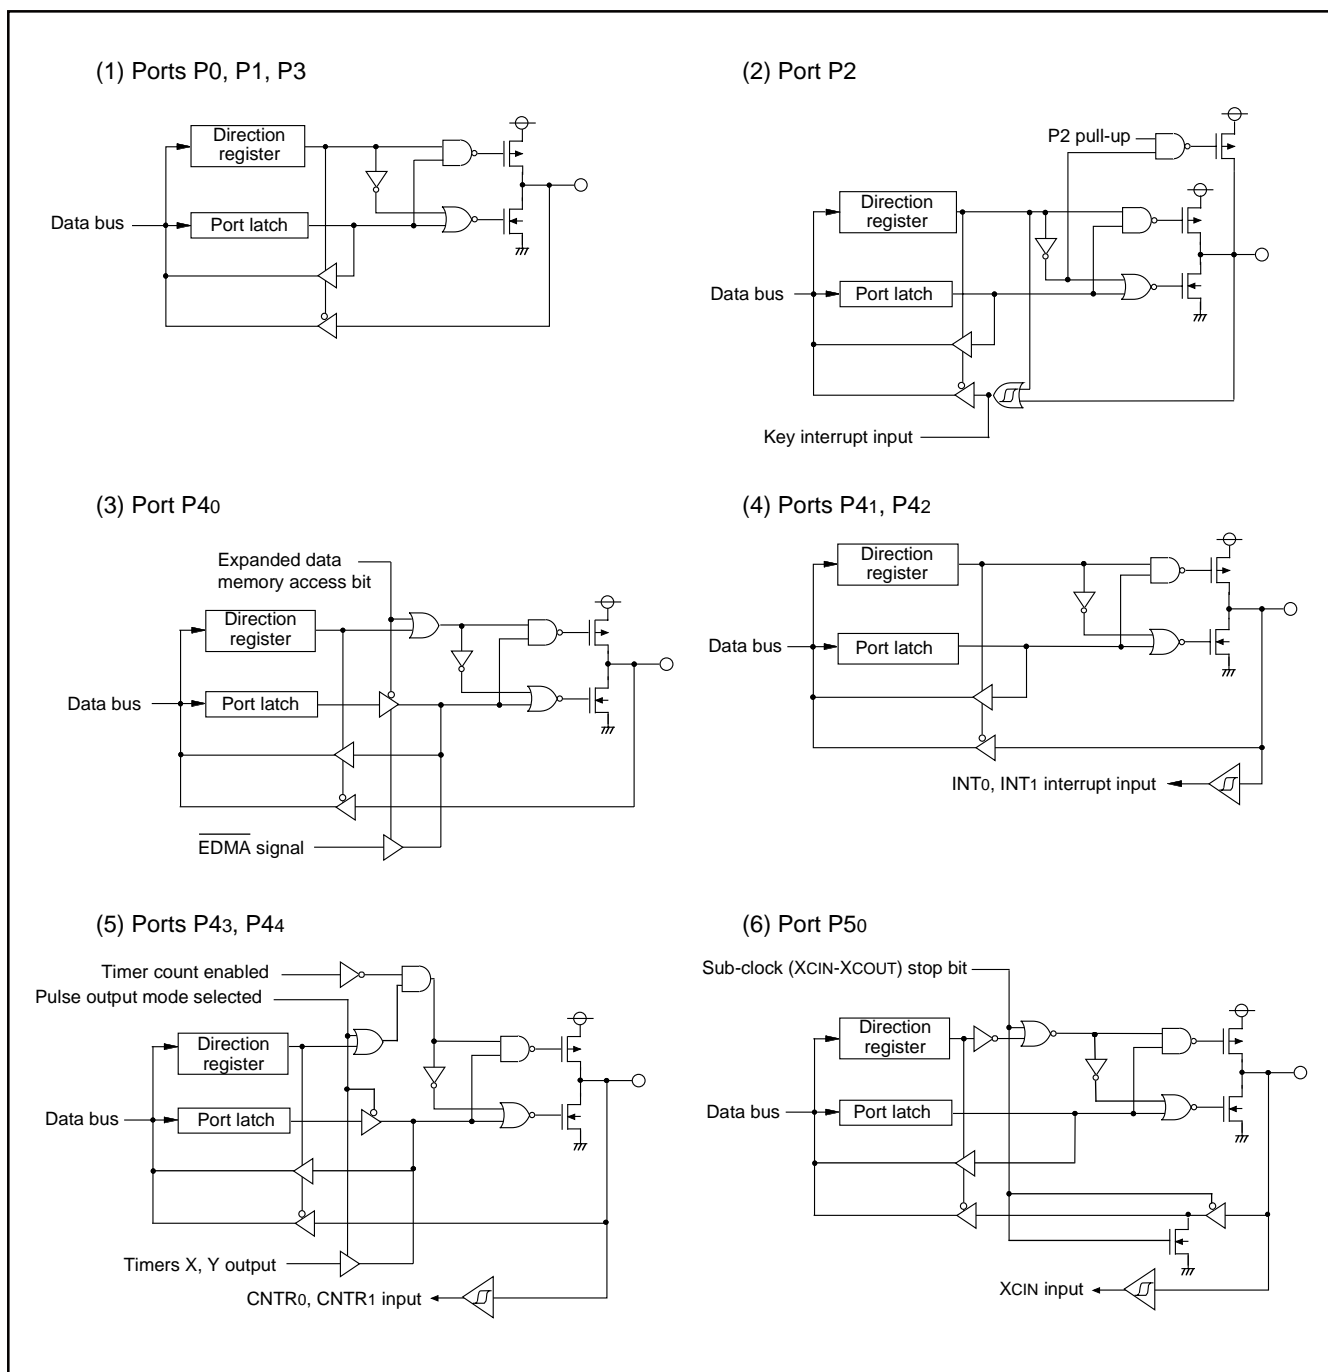 (1) Ports P0, P1, P3
Direction
register
Data bus
Port latch
(2) Port P2
P2 pull-up
Direction
register
Data bus
Port latch
Key interrupt input
(3) Port P40
Expanded data
memory access bit
Direction
register
Data bus
Port latch
EDMA signal
(4) Ports P41, P42
Direction
register
Data bus
Port latch
INT0, INT1 interrupt input
(5) Ports P43, P44
Timer count enabled
Pulse output mode selected
Direction
register
Data bus
Port latch
Timers X, Y output
CNTR0, CNTR1 input
(6) Port P50
Sub-clock (XCIN-XCOUT) stop bit
Direction
register
Data bus
Port latch
XCIN input